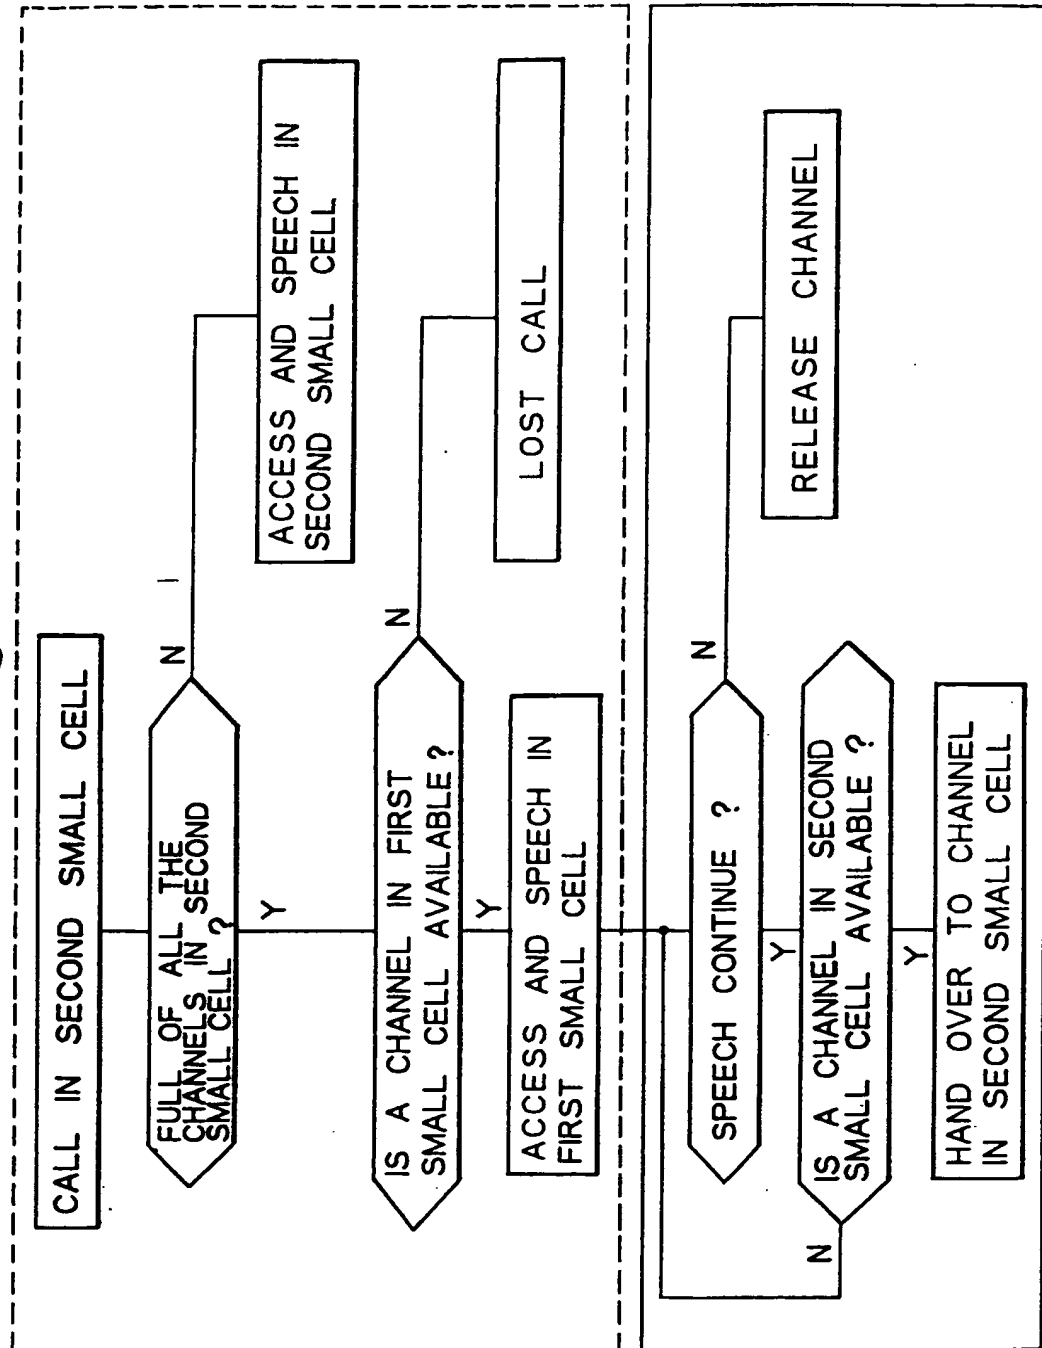 CALL IN SECOND SMALL CELL
FULL OF ALL THE
CHANNELS IN SECOND
SMALL CELL ?
N
ACCESS AND SPEECH IN
SECOND SMALL CELL
Y
IS A CHANNEL IN FIRST
SMALL CELL AVAILABLE ?
N
LOST CALL
Y
ACCESS AND SPEECH IN
FIRST SMALL CELL
SPEECH CONTINUE ?
N
RELEASE CHANNEL
Y
IS A CHANNEL IN SECOND
SMALL CELL AVAILABLE ?
N
Y
HAND OVER TO CHANNEL
IN SECOND SMALL CELL